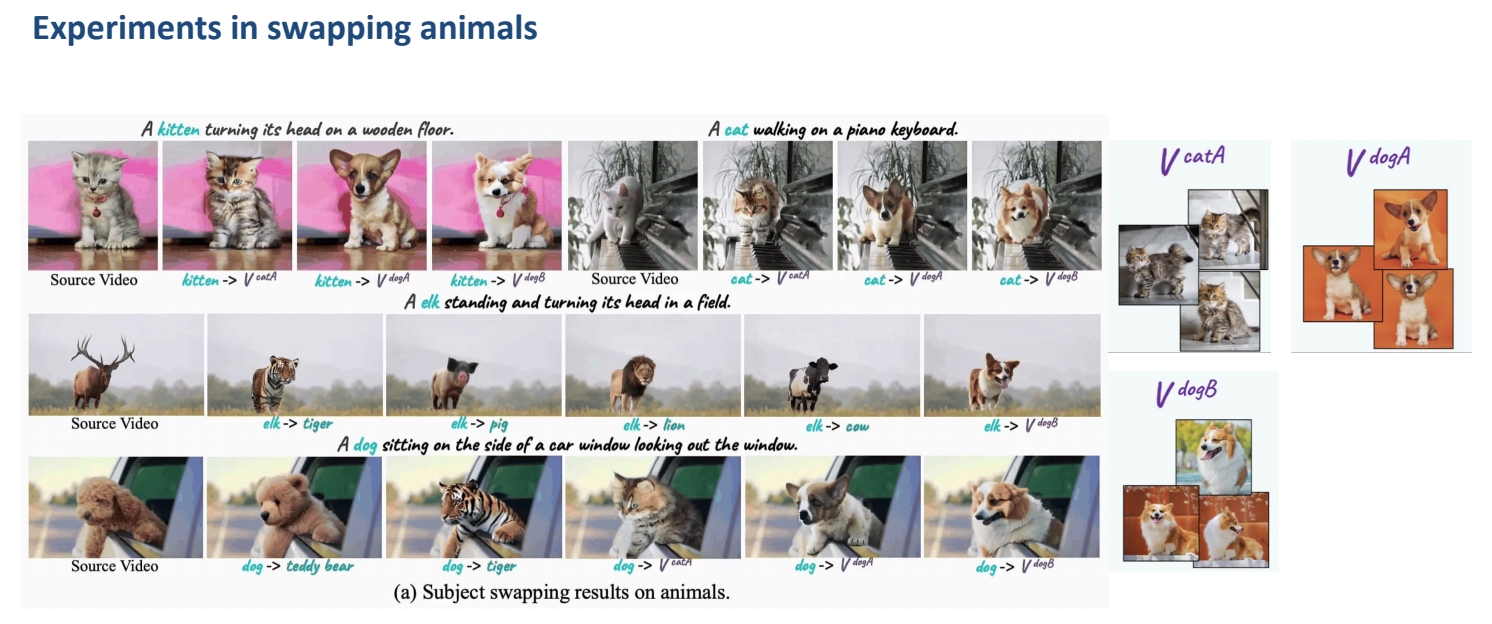 Experiments in swapping animals
A kitten turning its head on a wooden floor.
A cat walking on a piano keyboard.
Source Video
kitten -> V catA
kitten -> V dogA
kitten -> V dogB
Source Video
cat -> V catA
cat -> V dogA
cat -> V dogB
A elk standing and turning its head in a field.
Source Video
elk -> tiger
elk -> pig
elk -> lion
elk -> cow
elk -> V dogB
A dog sitting on the side of a car window looking out the window.
Source Video
dog -> teddy bear
dog -> tiger
dog -> V catA
dog -> V dogA
dog -> V dogB
(a) Subject swapping results on animals.
V catA
V dogA
V dogB